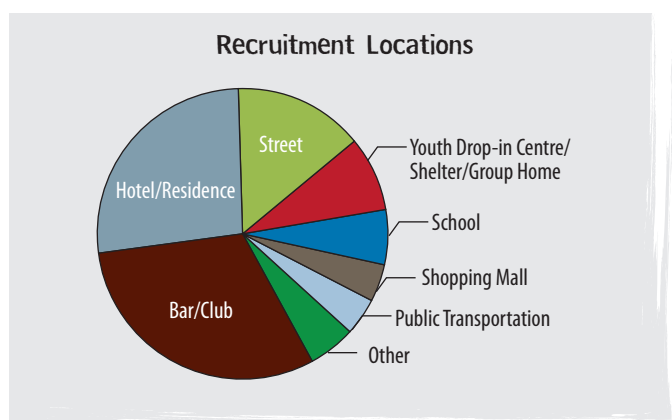 Recruitment Locations
Street
Youth Drop-in Centre/
Shelter/Group Home
Hotel/Residence
School
Shopping Mall
Bar/Club
Public Transportation
Other